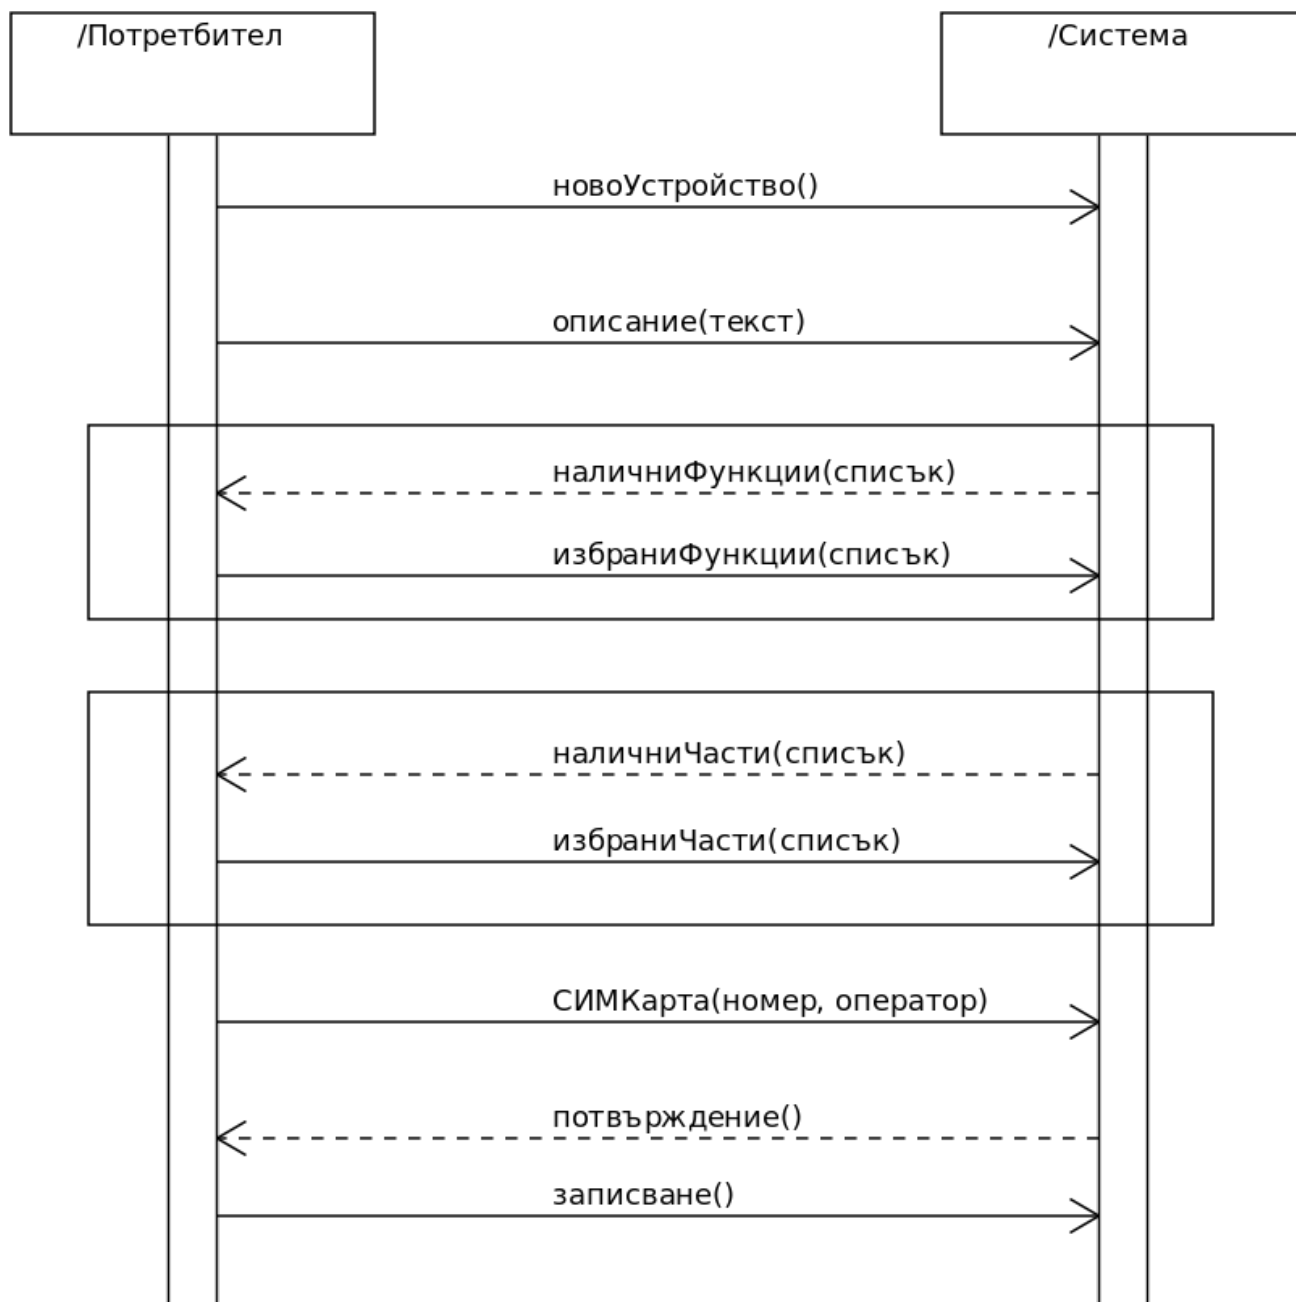 /Потретбител
/Система
новоУстройство()
описание(текст)
наличниФункции(списък)
избраниФункции(списък)
наличниЧасти(списък)
избраниЧасти(списък)
СИМКарта(номер, оператор)
потвърждение()
записване()